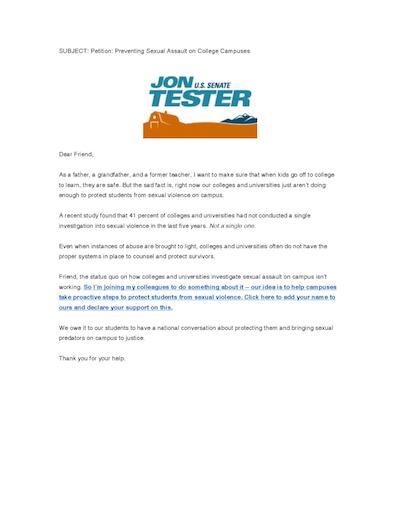 SUBJECT: Petition: Preventing Sexual Assault on College Campuses
JON U.S. SENATE
TESTER
Dear Friend,
As a father, a grandfather, and a former teacher, I want to make sure that when kids go off to college
to learn, they are safe. But the sad fact is, right now our colleges and universities just aren't doing
enough to protect students from sexual violence on campus.
A recent study found that 41 percent of colleges and universities had not conducted a single
investigation into sexual violence in the last five years. Not a single one.
Even when instances of abuse are brought to light, colleges and universities often do not have the
proper systems in place to counsel and protect survivors.
Friend, the status quo on how colleges and universities investigate sexual assault on campus isn't
working. So I'm joining my colleagues to do something about it – our idea is to help campuses
take proactive steps to protect students from sexual violence. Click here to add your name to
ours and declare your support on this.
We owe it to our students to have a national conversation about protecting them and bringing sexual
predators on campus to justice.
Thank you for your help.